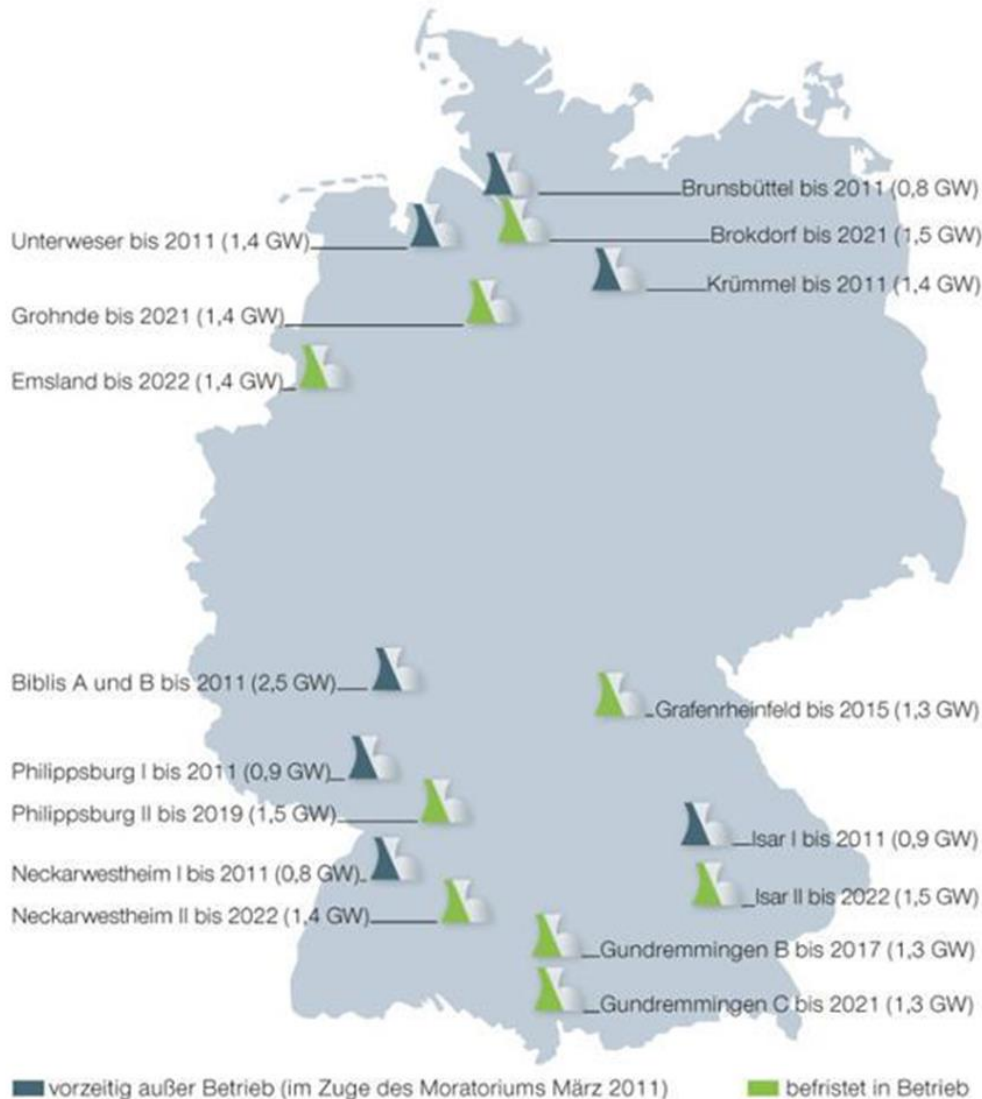 Brunsbüttel bis 2011 (0,8 GW)
Unterweser bis 2011 (1,4 GW)
Brokdorf bis 2021 (1,5 GW)
Krümmel bis 2011 (1,4 GW)
Grohnde bis 2021 (1,4 GW)
Emsland bis 2022 (1,4 GW)
Biblis A und B bis 2011 (2,5 GW)
Grafenrheinfeld bis 2015 (1,3 GW)
Philippsburg I bis 2011 (0,9 GW)
Philippsburg II bis 2019 (1,5 GW)
Isar I bis 2011 (0,9 GW)
Neckarwestheim I bis 2011 (0,8 GW)
Isar II bis 2022 (1,5 GW)
Neckarwestheim II bis 2022 (1,4 GW)
Gundremmingen B bis 2017 (1,3 GW)
Gundremmingen C bis 2021 (1,3 GW)
vorzeitig außer Betrieb (im Zuge des Moratoriums März 2011)
befristet in Betrieb